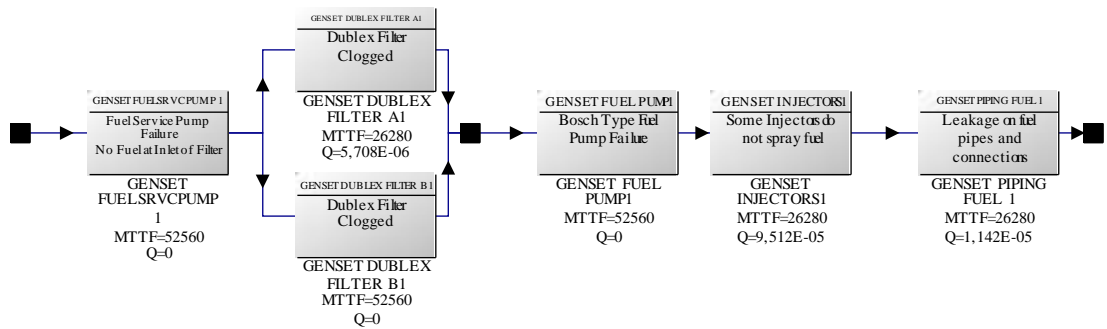 GENSET FUELSRVCPUMP 1
Fuel Service Pump
Failure
No Fuel at Inlet of Filter
GENSET
FUELSRVCPUMP
1
MTTF=52560
Q=0
GENSET DUBLEX FILTER A1
Dublex Filter
Clogged
GENSET DUBLEX
FILTER A1
MTTF=26280
Q=5,708E-06
GENSET DUBLEX FILTER B1
Dublex Filter
Clogged
GENSET DUBLEX
FILTER B1
MTTF=52560
Q=0
GENSET FUEL PUMP1
Bosch Type Fuel
Pump Failure
GENSET FUEL
PUMP1
MTTF=52560
Q=0
GENSET INJECTORS1
Some Injectors do
not spray fuel
GENSET
INJECTORS1
MTTF=26280
Q=9,512E-05
GENSET PIPING FUEL 1
Leakage on fuel
pipes and
connections
GENSET PIPING
FUEL 1
MTTF=26280
Q=1,142E-05